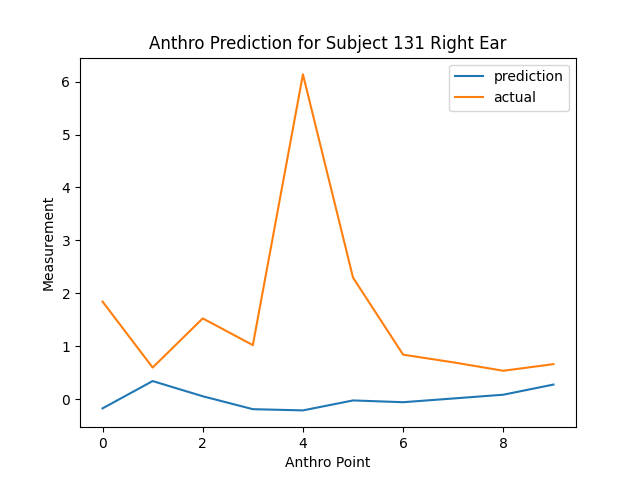 Anthro Prediction for Subject 131 Right Ear
prediction
actual
Measurement
6
5
4
3
2
1
0
0 2 4 6 8
Anthro Point